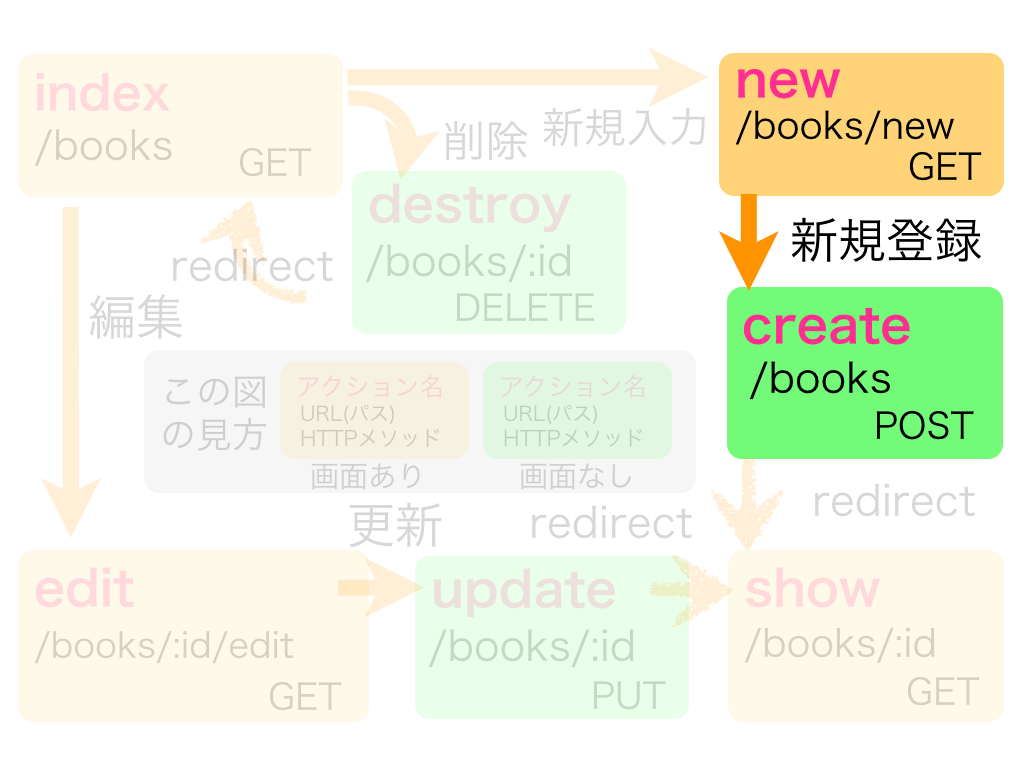 index
/books
GET
新規入力
削除
new
/books/new
GET
destroy
/books/:id
DELETE
redirect
新規登録
編集
create
/books
POST
この図
の見方
アクション名
URL(パス)
HTTPメソッド
画面あり
アクション名
URL(パス)
HTTPメソッド
画面なし
更新
redirect
redirect
edit
/books/:id/edit
GET
update
/books/:id
PUT
show
/books/:id
GET